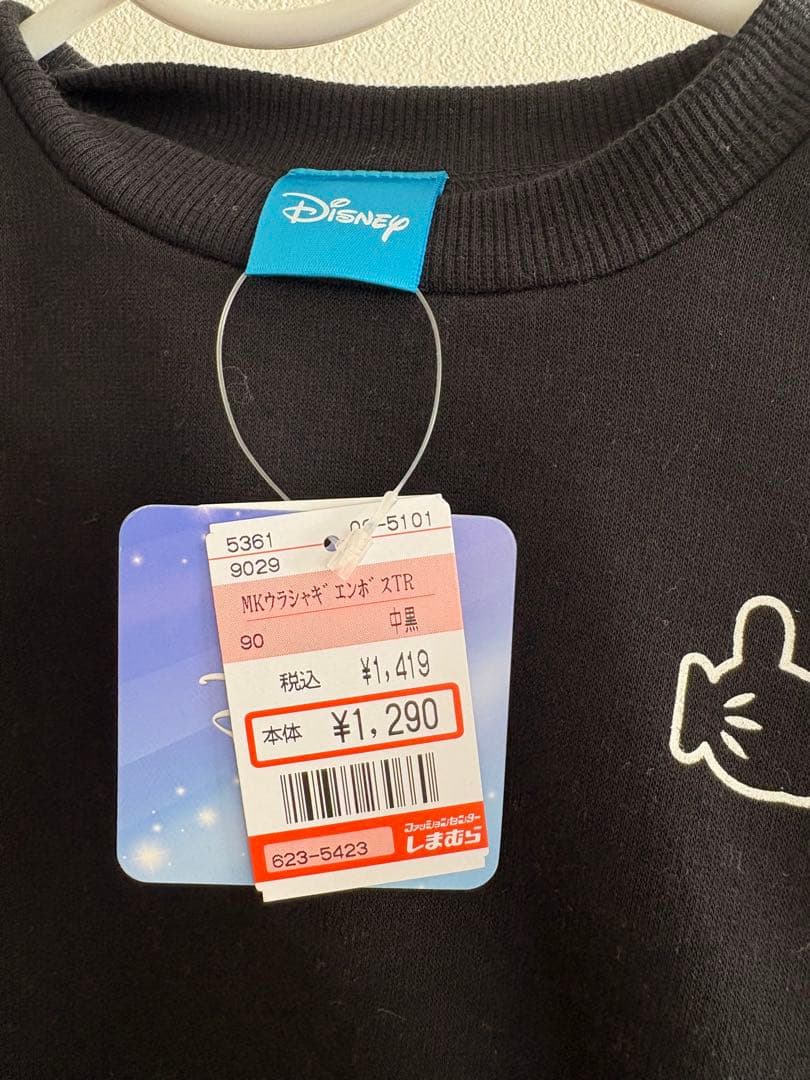 DISNEY
5361
-5101
9029
MKウラシャギ エンボスTR
90 中黒
税込 ¥1,419
本体 ¥1,290
623-5423
ファッションセンター
しまむら